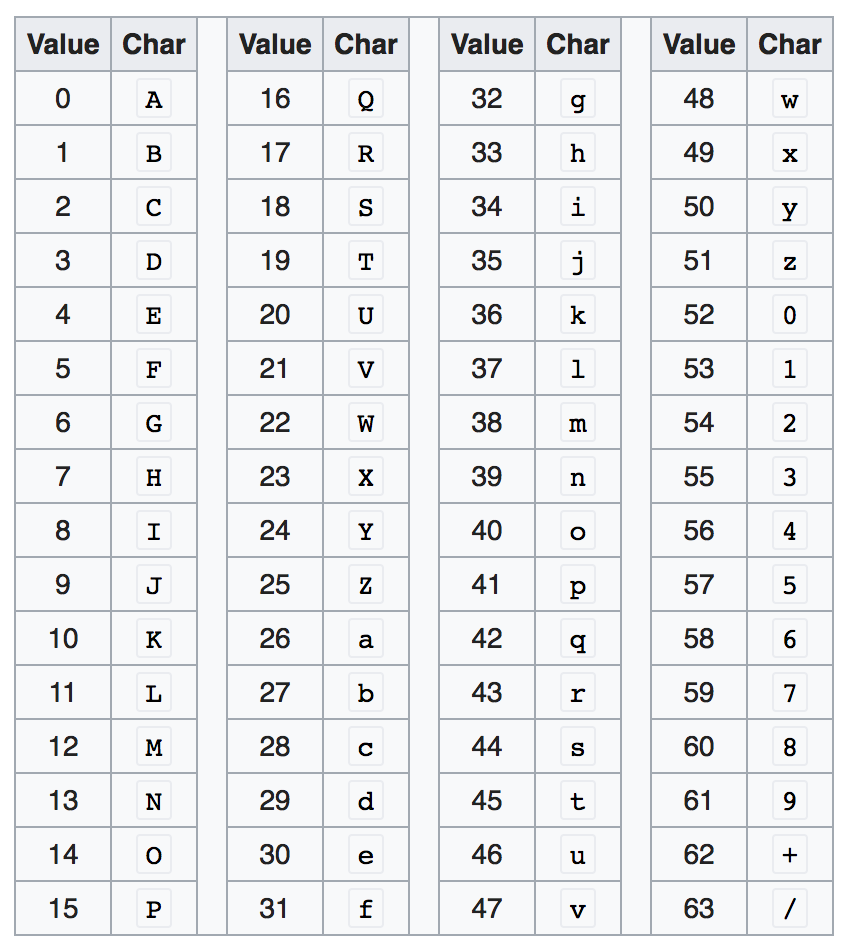 Value Char Value Char Value Char Value Char
0 A 16 Q 32 g 48 w
1 B 17 R 33 h 49 x
2 C 18 S 34 i 50 y
3 D 19 T 35 j 51 z
4 E 20 U 36 k 52 0
5 F 21 V 37 l 53 1
6 G 22 W 38 m 54 2
7 H 23 X 39 n 55 3
8 I 24 Y 40 o 56 4
9 J 25 Z 41 p 57 5
10 K 26 a 42 q 58 6
11 L 27 b 43 r 59 7
12 M 28 c 44 s 60 8
13 N 29 d 45 t 61 9
14 O 30 e 46 u 62 +
15 P 31 f 47 v 63 /